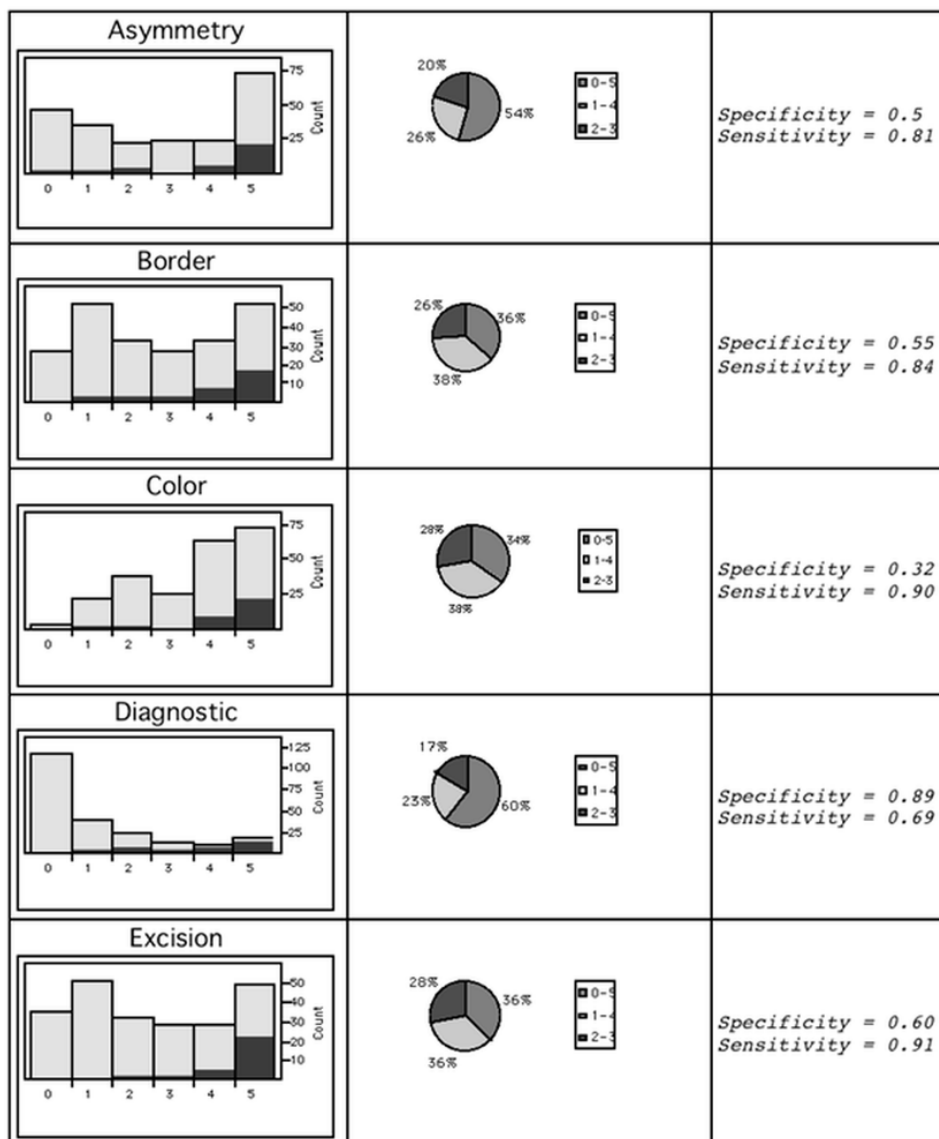 Asymmetry
75
50
25
Count
0 1 2 3 4 5
20%
54%
26%
0-5
1-4
2-3
Specificity = 0.5
Sensitivity = 0.81
Border
50
40
30
20
10
Count
0 1 2 3 4 5
26%
36%
38%
0-5
1-4
2-3
Specificity = 0.55
Sensitivity = 0.84
Color
75
50
25
Count
0 1 2 3 4 5
28%
34%
38%
0-5
1-4
2-3
Specificity = 0.32
Sensitivity = 0.90
Diagnostic
125
100
75
50
25
Count
0 1 2 3 4 5
17%
23%
60%
0-5
1-4
2-3
Specificity = 0.89
Sensitivity = 0.69
Excision
50
40
30
20
10
Count
0 1 2 3 4 5
28%
36%
36%
0-5
1-4
2-3
Specificity = 0.60
Sensitivity = 0.91